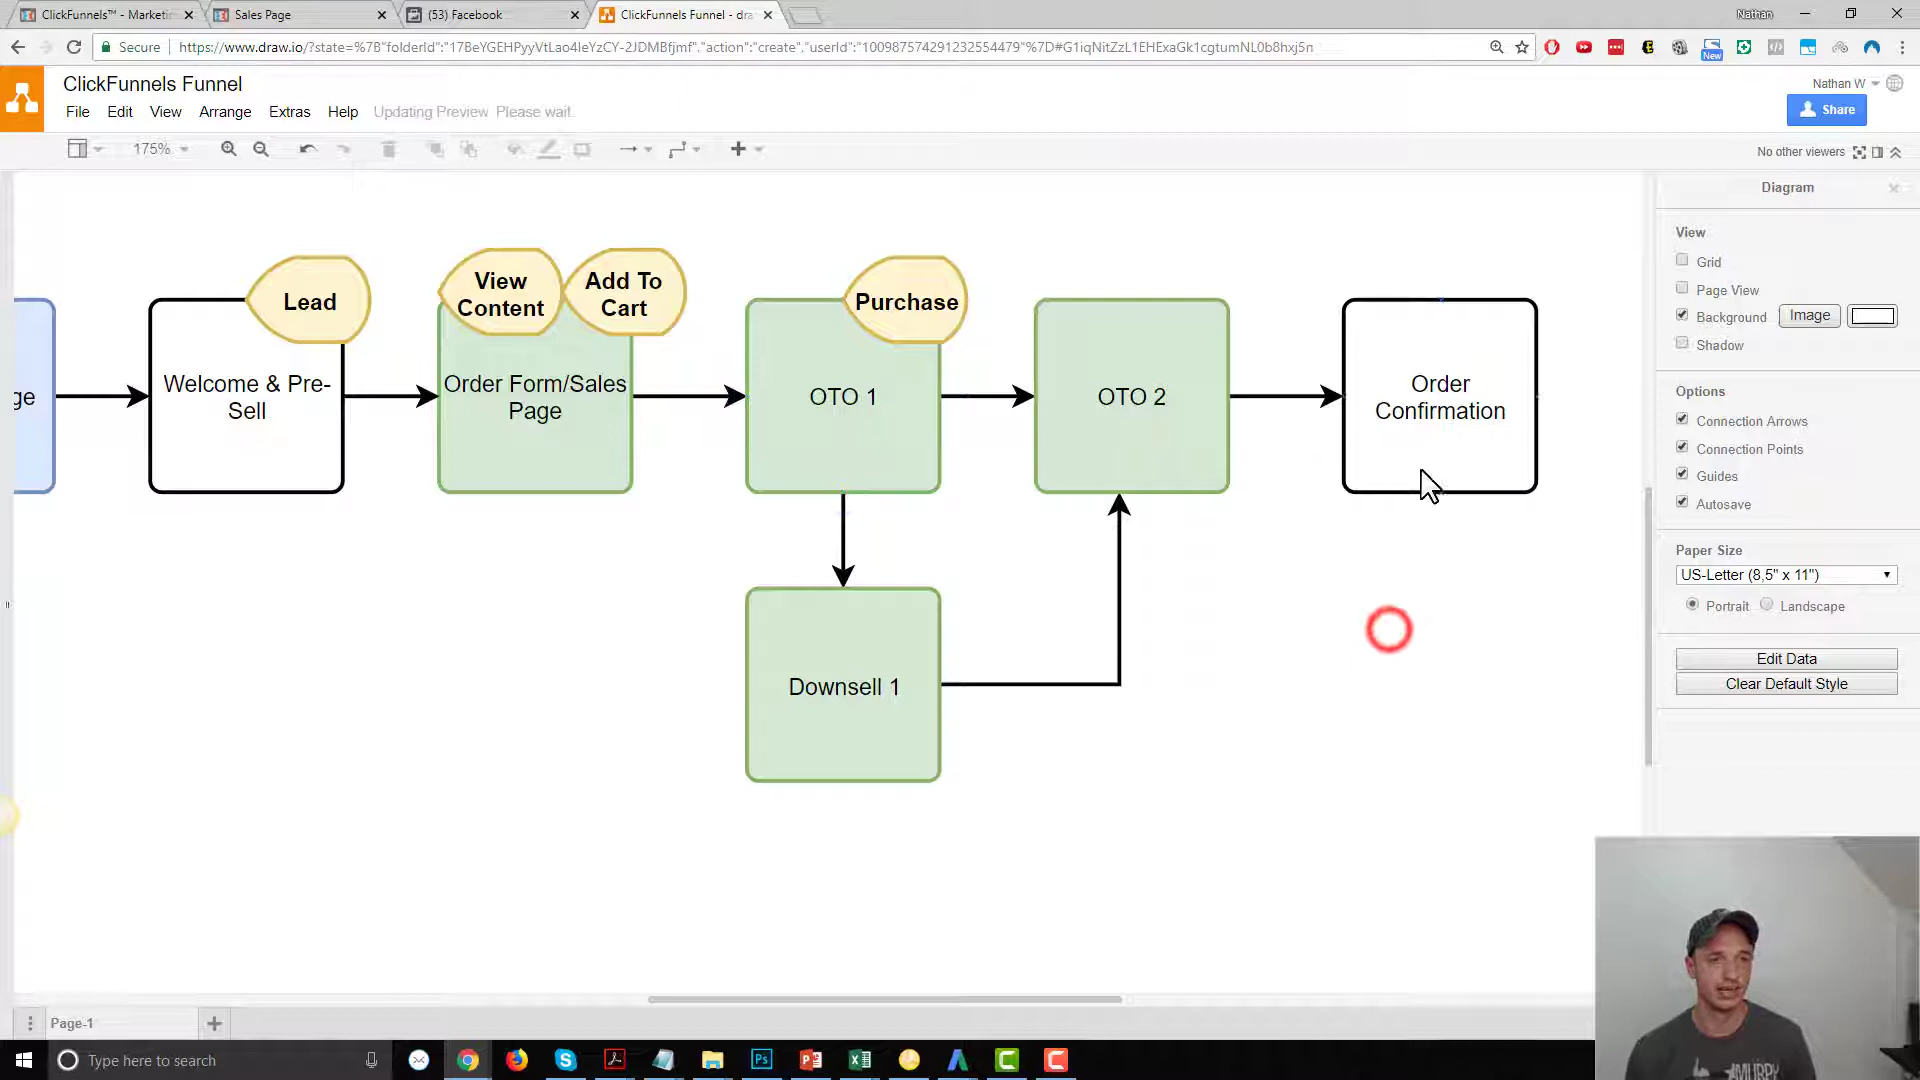 ClickFunnels™ - Marketin
Sales Page
(53) Facebook
ClickFunnels Funnel - dra
Nathan
Secure
https://www.draw.io/?state=%7B"folderId":"17BeYGEHPyyVtLao4leYzCY-2JDMBfjmf","action":"create","userId":"100987574291232554479"%7D#G1iqNitZzL1EHExaGk1cgtumNL0b8hxj5n
New
ClickFunnels Funnel
Nathan W
File Edit View Arrange Extras Help Updating Preview Please wait.
Share
175%
No other viewers
Diagram
View
Grid
Page View
Background Image
Shadow
Options
Connection Arrows
Connection Points
Guides
Autosave
Paper Size
US-Letter (8,5" x 11")
Portrait Landscape
Edit Data
Clear Default Style
Lead
View
Content
Add To
Cart
Purchase
ge
Welcome & Pre-
Sell
Order Form/Sales
Page
OTO 1
OTO 2
Order
Confirmation
Downsell 1
Page-1
Type here to search
Ps
MURPH